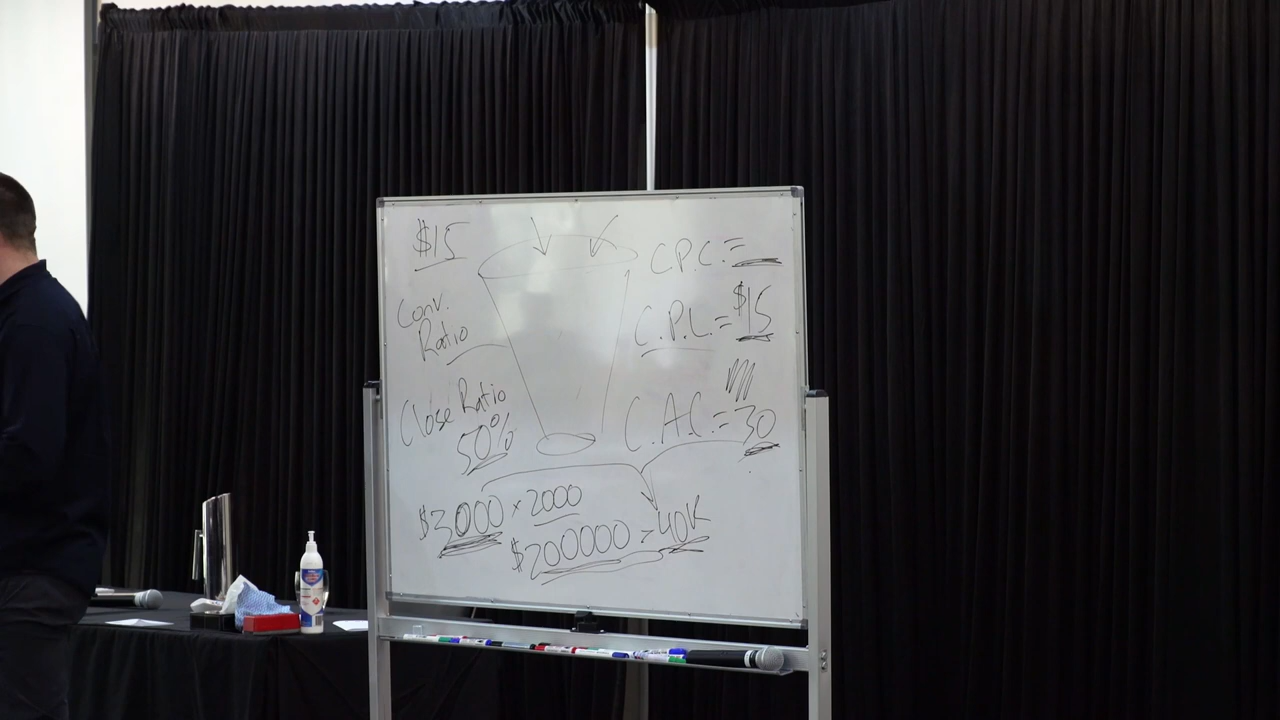 $15
C.P.C. =
Conv.
Ratio
C.P.L. = $15
Close Ratio
50%
C.A.C. = 30
$3000 x 2000
$200000 > 40K